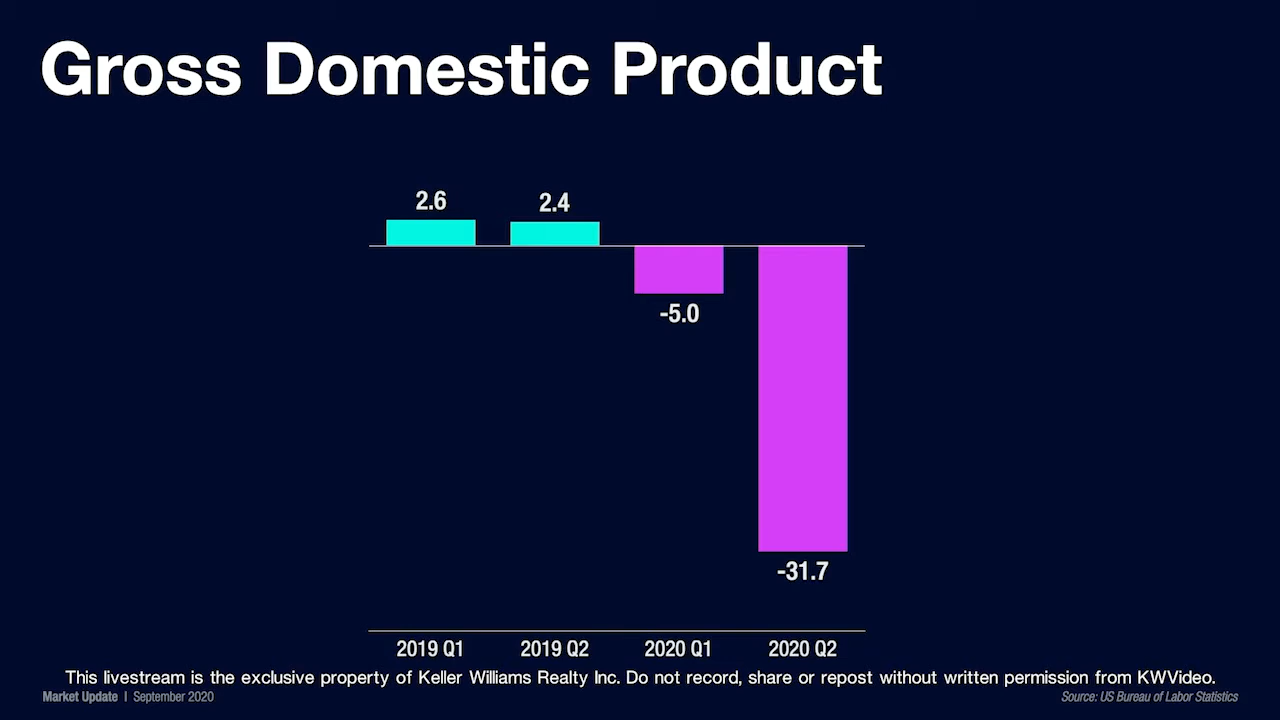 Gross Domestic Product
2.6
2.4
-5.0
-31.7
2019 Q1 2019 Q2 2020 Q1 2020 Q2
This livestream is the exclusive property of Keller Williams Realty Inc. Do not record, share or repost without written permission from KWVideo.
Market Update | September 2020
Source: US Bureau of Labor Statistics